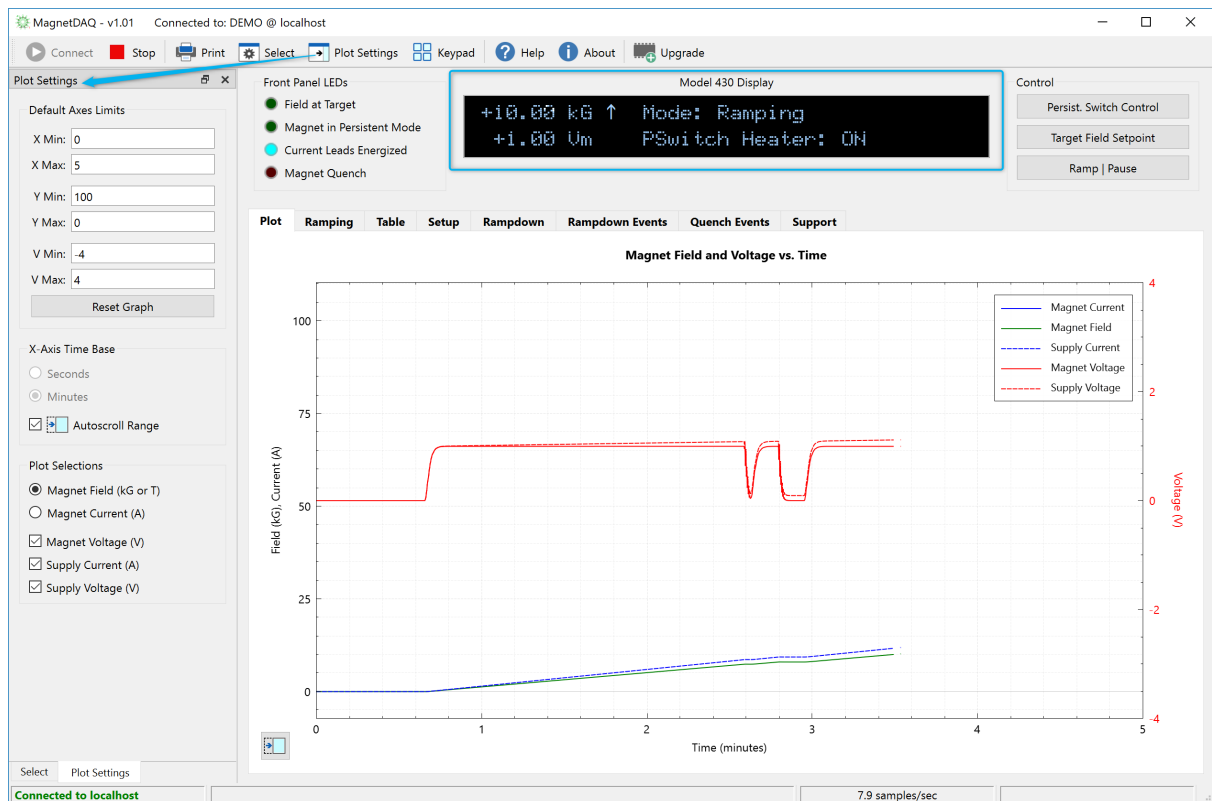 MagnetDAQ - v1.01 Connected to: DEMO @ localhost
Connect Stop Print Select Plot Settings Keypad Help About Upgrade
Plot Settings
Default Axes Limits
X Min: 0
X Max: 5
Y Min: 100
Y Max: 0
V Min: -4
V Max: 4
Reset Graph
X-Axis Time Base
Seconds
Minutes
Autoscroll Range
Plot Selections
Magnet Field (kG or T)
Magnet Current (A)
Magnet Voltage (V)
Supply Current (A)
Supply Voltage (V)
Select Plot Settings
Front Panel LEDs
Field at Target
Magnet in Persistent Mode
Current Leads Energized
Magnet Quench
Model 430 Display
+10.00 kG ↑ Mode: Ramping
+1.00 Vm PSwitch Heater: ON
Control
Persist. Switch Control
Target Field Setpoint
Ramp | Pause
Plot Ramping Table Setup Rampdown Rampdown Events Quench Events Support
Magnet Field and Voltage vs. Time
Magnet Current
Magnet Field
Supply Current
Magnet Voltage
Supply Voltage
Field (kG), Current (A)
100
75
50
25
0
4
2
0
-2
-4
Voltage (V)
0 1 2 3 4 5
Time (minutes)
Connected to localhost 7.9 samples/sec